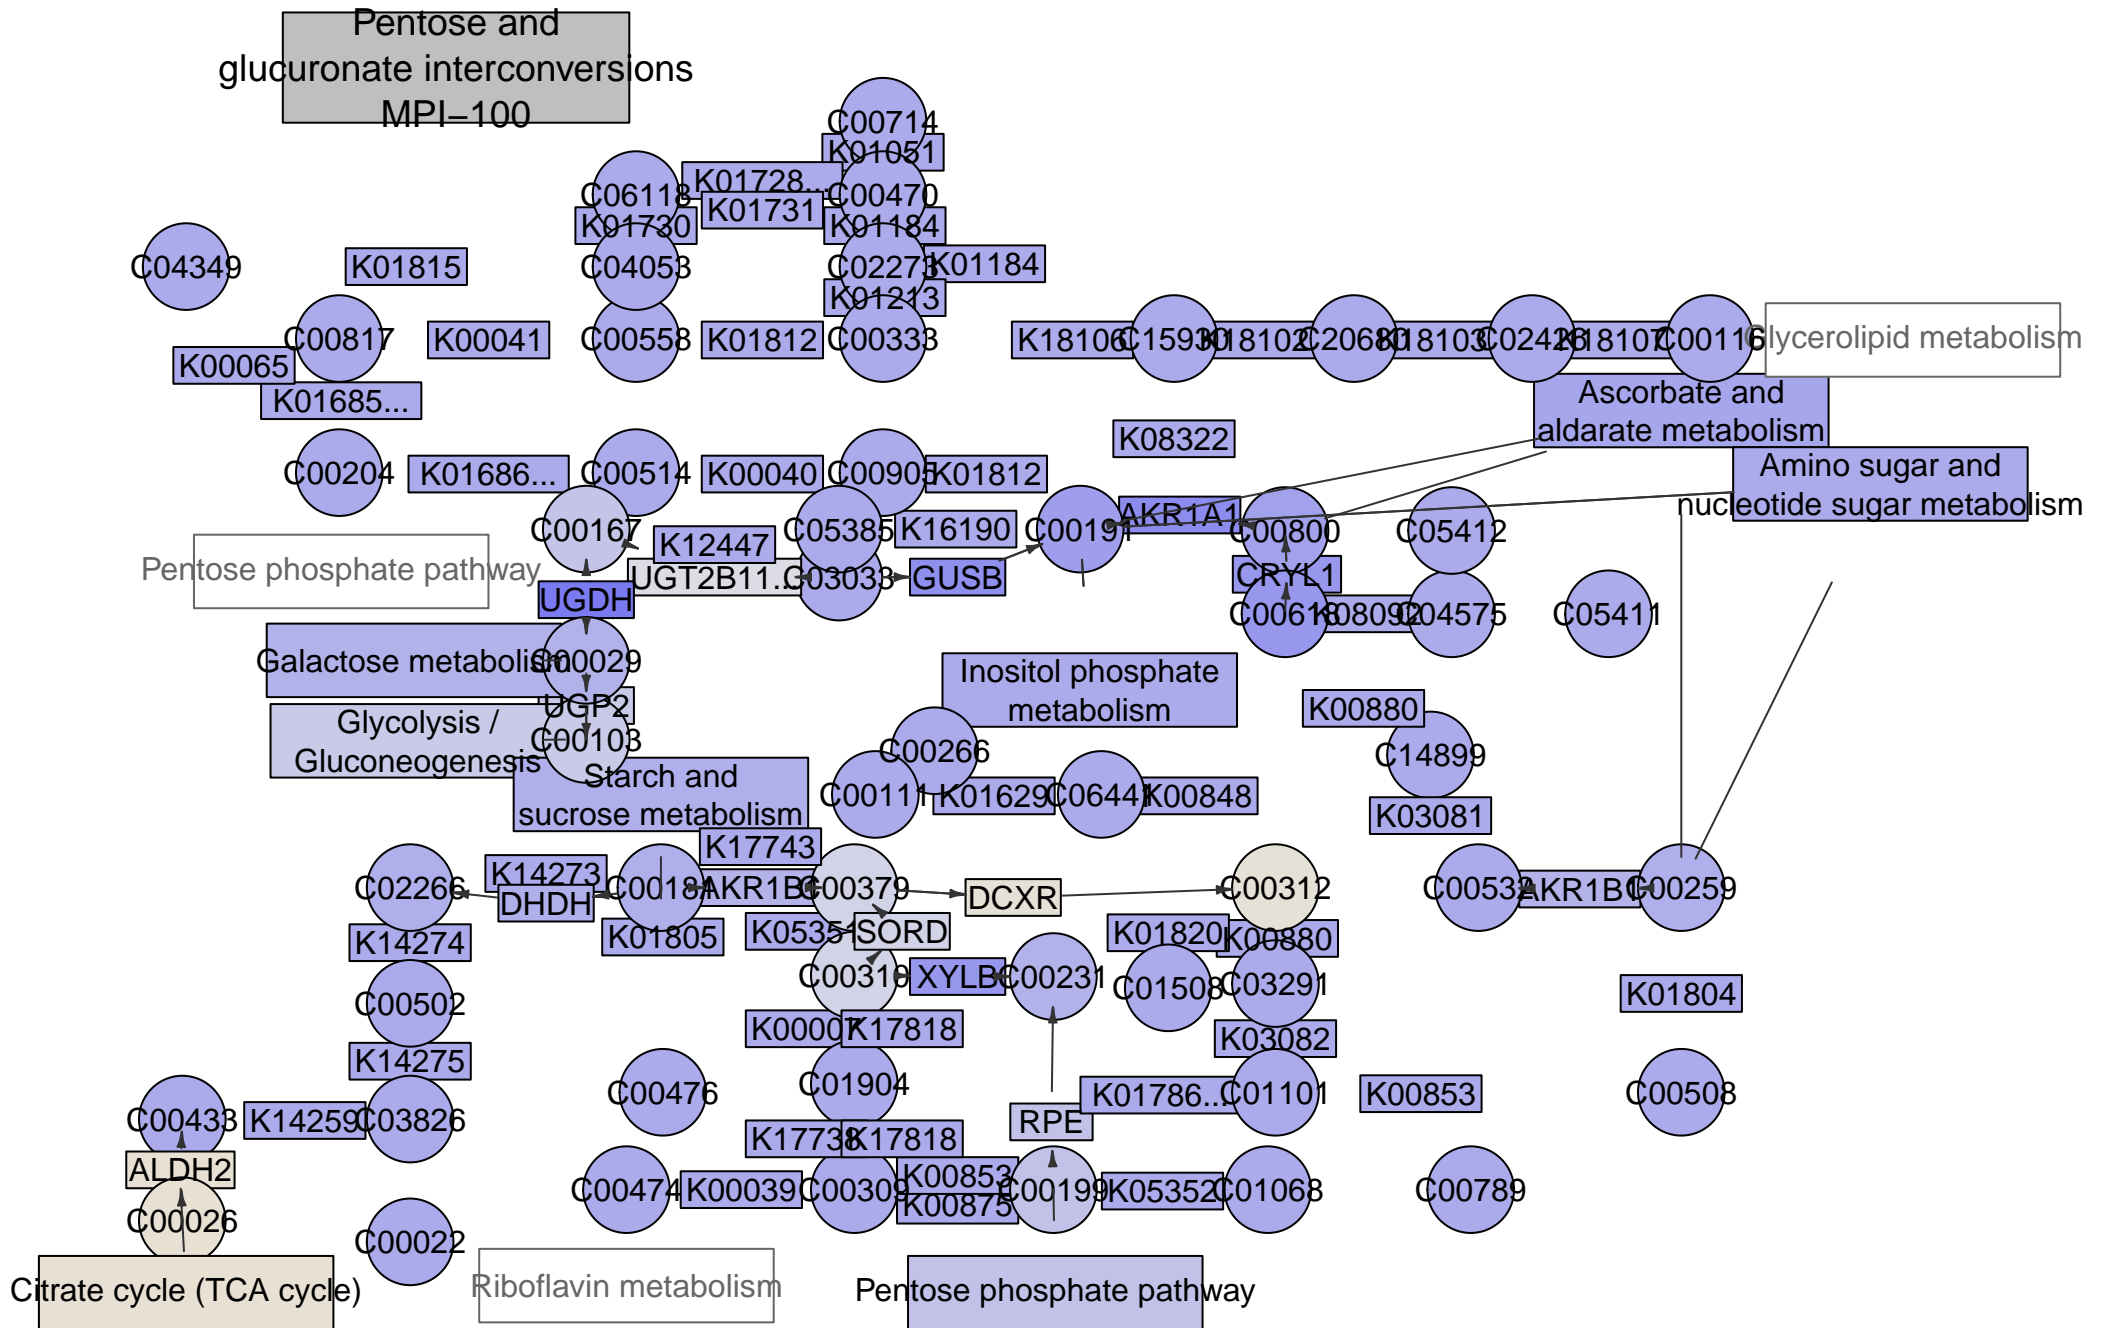 Pentose and
glucuronate interconversions
MPI−100
C00714
K01051
C06118
K01728...
C00470
K01731
K01730
K01184
C04349
K01815
C04053
C02273
K01184
K01213
C00817
K00041
C00558
K01812
C00333
K18106
C15930
K18102
C20680
K18103
C02426
K18107
C00116
Glycerolipid metabolism
K00065
K01685...
Ascorbate and
aldarate metabolism
K08322
C00204
K01686...
C00514
K00040
C00905
K01812
Amino sugar and
nucleotide sugar metabolism
C00167
K12447
C05385
K16190
C00191
AKR1A1
C00800
C05412
Pentose phosphate pathway
UGT2B11...
C03033
GUSB
CRYL1
UGDH
C00618
K08092
C04575
C05411
Galactose metabolism
C00029
Inositol phosphate
metabolism
UGP2
K00880
Glycolysis /
Gluconeogenesis
C00103
C00266
C14899
Starch and
sucrose metabolism
C00111
K01629
C06441
K00848
K03081
K17743
C02266
K14273
DHDH
C00181
C00379
DCXR
C00312
C00532
AKR1B1
C00259
K14274
K01805
SORD
K01820
K00880
C00502
C00310
XYLB
C00231
C01508
C03291
K01804
K00007
K17818
K03082
K14275
C00476
C01904
K01786...
C01101
K00853
C00508
C00433
K14259
C03826
RPE
K17738
K17818
ALDH2
C00474
K00039
C00309
K00853
K00875
C00199
K05352
C01068
C00789
C00026
C00022
Citrate cycle (TCA cycle)
Riboflavin metabolism
Pentose phosphate pathway